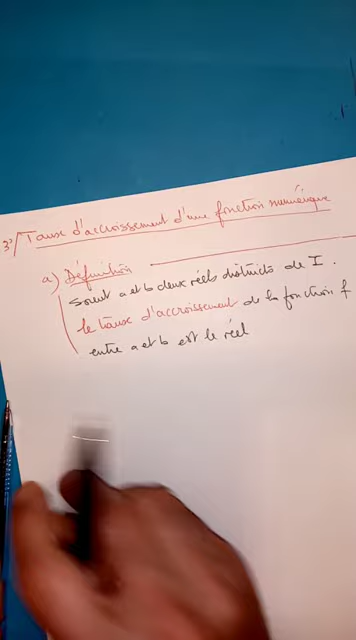 3°/ Taux d'accroissement d'une fonction numérique
a) Définition
Soient a et b deux réels distincts de I.
le taux d'accroissement de la fonction f
entre a et b est le réel